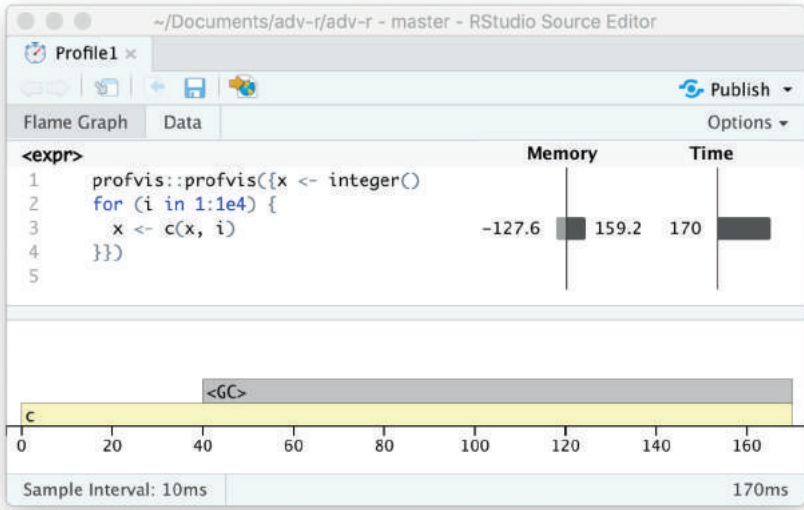 ~/Documents/adv-r/adv-r - master - RStudio Source Editor
Profile1 ×
Publish
Flame Graph Data Options
<expr> Memory Time
1 profvis::profvis({x <- integer()
2 for (i in 1:1e4) {
3 x <- c(x, i) -127.6 159.2 170
4 }})
5
<GC>
c
0 20 40 60 80 100 120 140 160
Sample Interval: 10ms 170ms